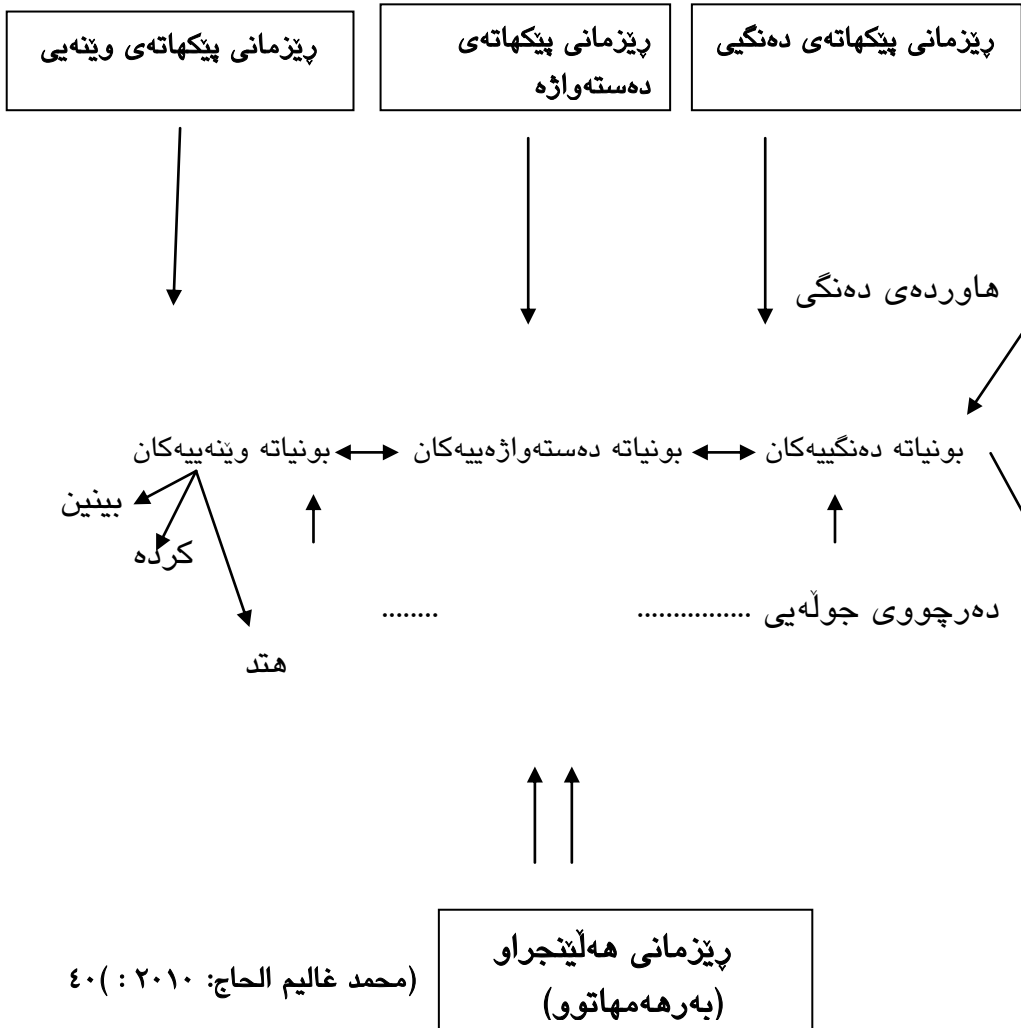 ڕێزمانی پێکهاتەی دەنگیی
ڕێزمانی پێکهاتەی
دەستەواژە
ڕێزمانی پێکهاتەی وێنەیی
هاوردەی دەنگی
بونیاتە دەنگییەکان
بونیاتە دەستەواژەییەکان
بونیاتە وێنەییەکان
بینین
کردە
دەرچووی جوڵەیی ................ ........
هتد
ڕێزمانی هەڵێنجراو
(بەرهەمهاتوو)
(محمد غالیم الحاج: ٢٠١٠ : )٤٠